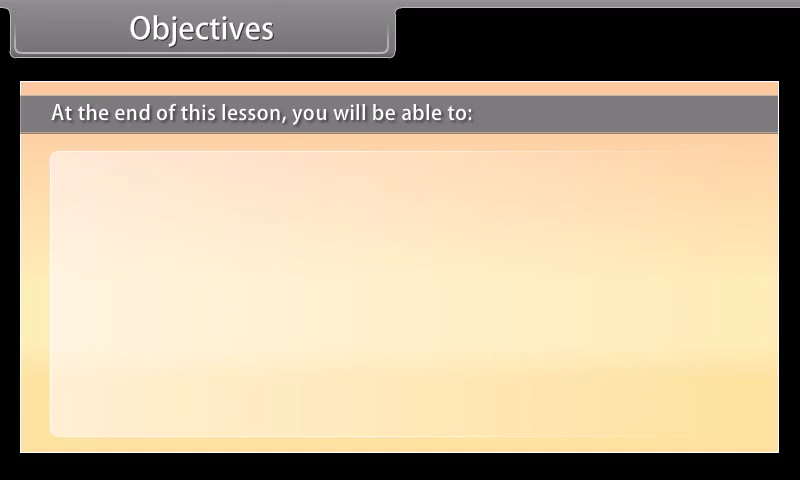 Objectives
At the end of this lesson, you will be able to: